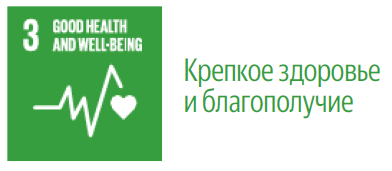 3 GOOD HEALTH
AND WELL-BEING
Крепкое здоровье
и благополучие